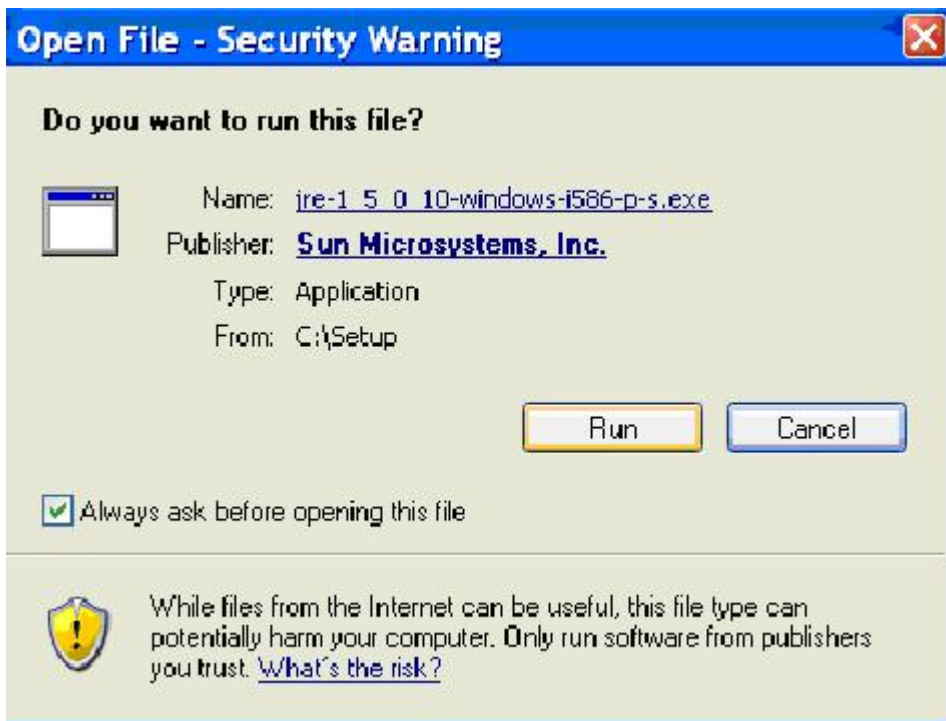 Open File - Security Warning
Do you want to run this file?
Name: jre-1_5_0_10-windows-i586-p-s.exe
Publisher: Sun Microsystems, Inc.
Type: Application
From: C:\Setup
Run Cancel
Always ask before opening this file
While files from the Internet can be useful, this file type can
potentially harm your computer. Only run software from publishers
you trust. What's the risk?